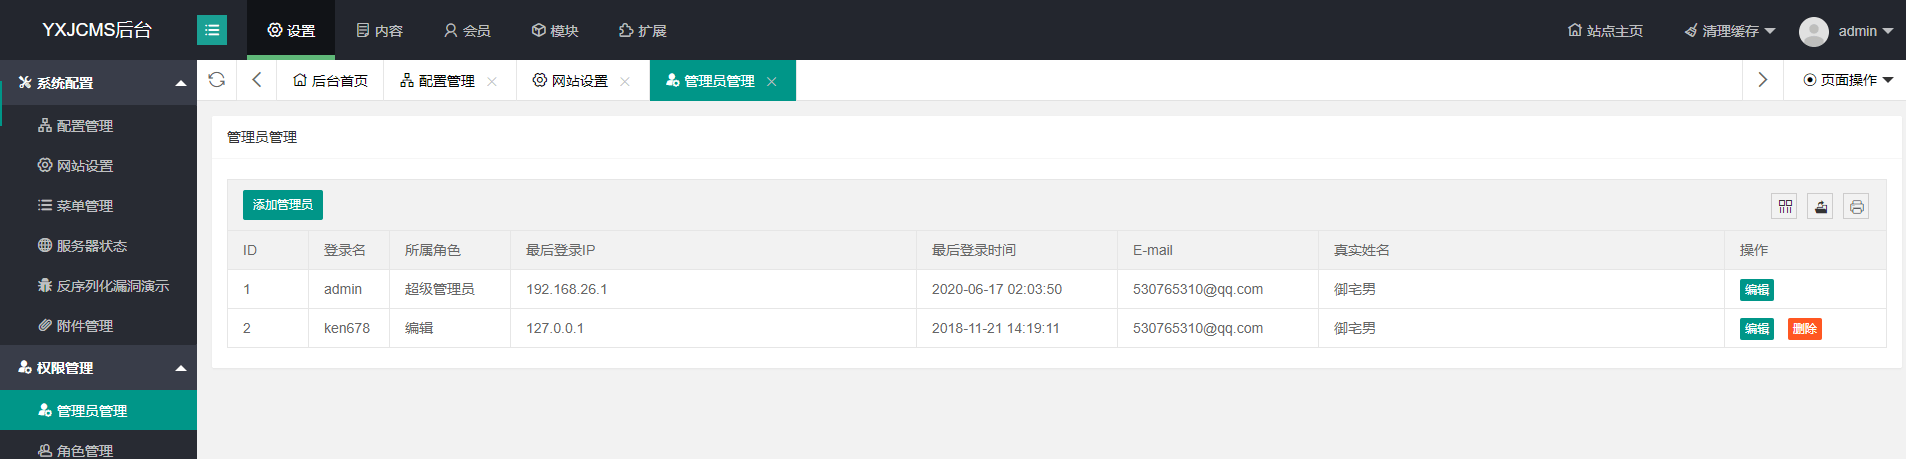 YXJCMS后台
设置 内容 会员 模块 扩展 站点主页 清理缓存 admin
系统配置
后台首页 配置管理 网站设置 管理员管理 页面操作
配置管理
网站设置
菜单管理
服务器状态
反序列化漏洞演示
附件管理
权限管理
管理员管理
角色管理
管理员管理
添加管理员
ID 登录名 所属角色 最后登录IP 最后登录时间 E-mail 真实姓名 操作
1 admin 超级管理员 192.168.26.1 2020-06-17 02:03:50 530765310@qq.com 御宅男 编辑
2 ken678 编辑 127.0.0.1 2018-11-21 14:19:11 530765310@qq.com 御宅男 编辑 删除